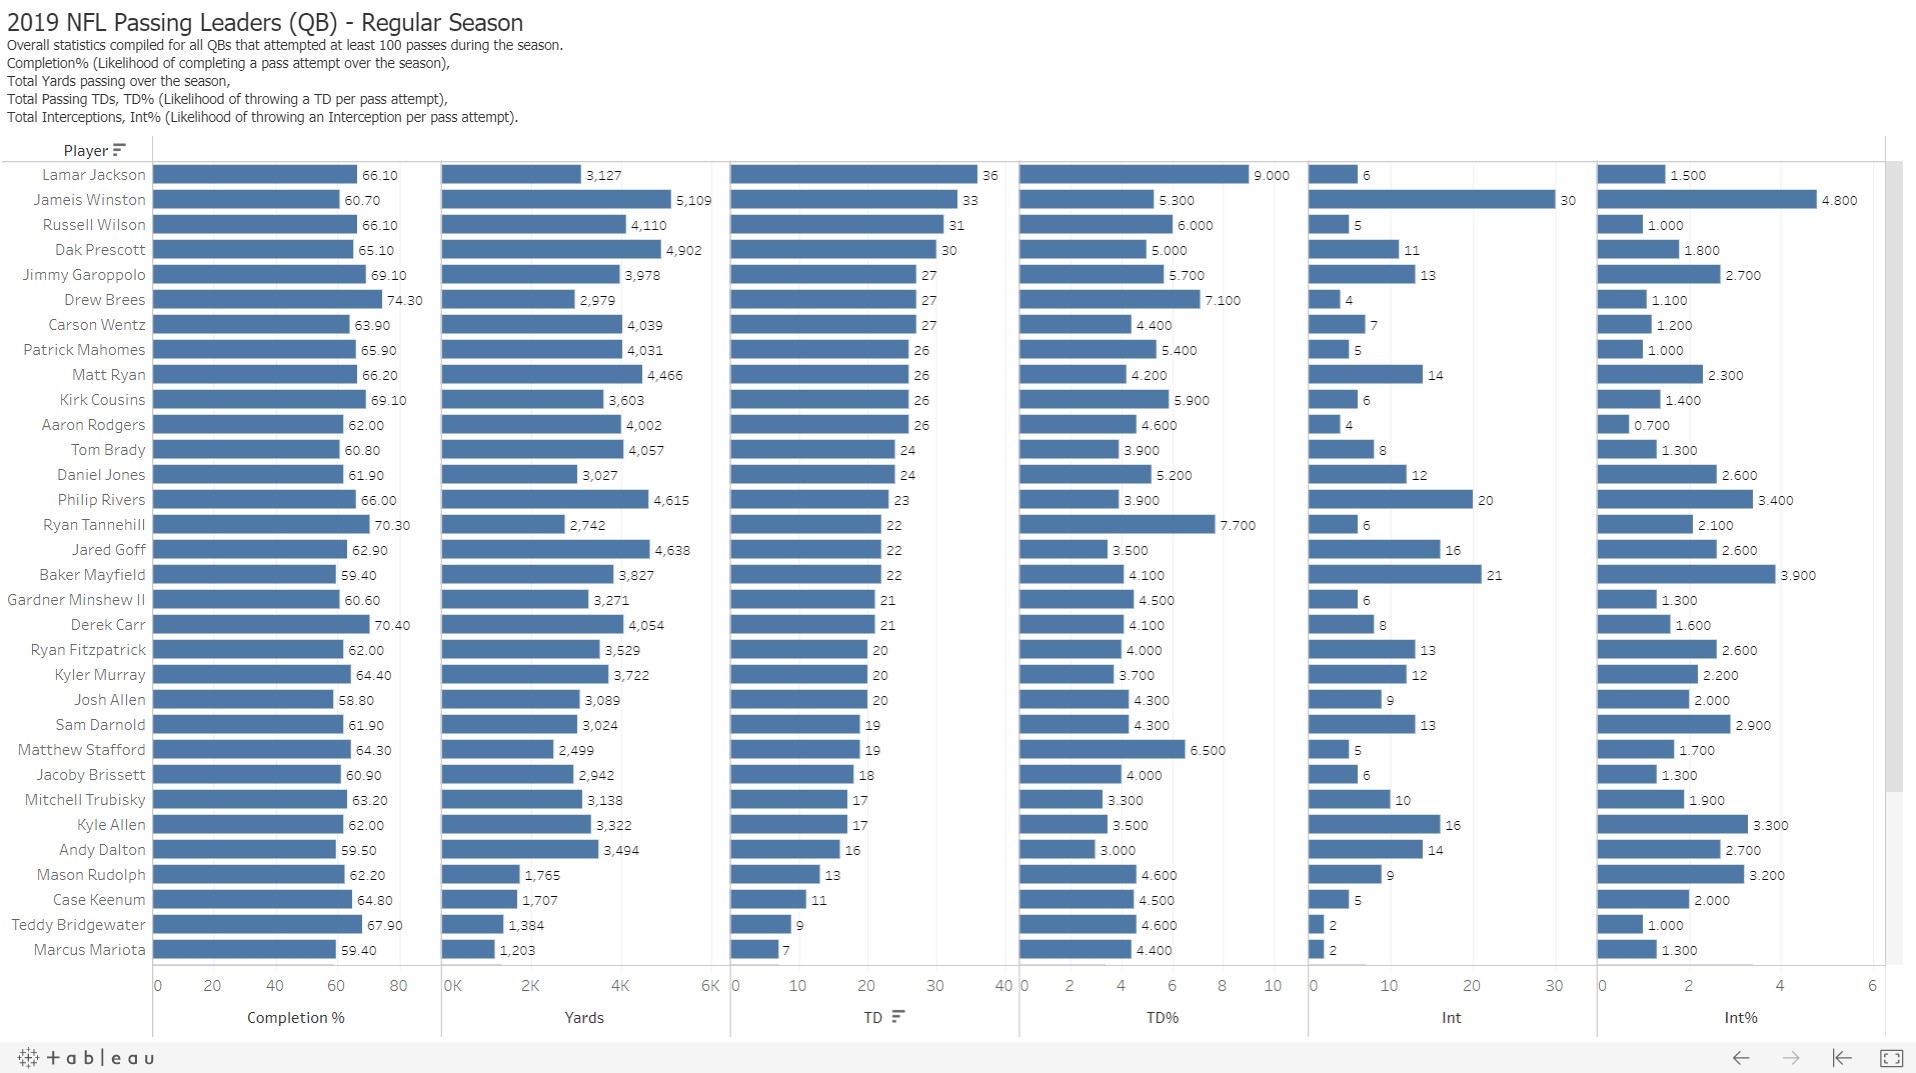 2019 NFL Passing Leaders (QB) - Regular Season
Overall statistics compiled for all QBs that attempted at least 100 passes during the season.
Completion% (Likelihood of completing a pass attempt over the season),
Total Yards passing over the season,
Total Passing TDs, TD% (Likelihood of throwing a TD per pass attempt),
Total Interceptions, Int% (Likelihood of throwing an Interception per pass attempt).
Player
Lamar Jackson 66.10 3,127 36 9.000 6 1.500
Jameis Winston 60.70 5,109 33 5.300 30 4.800
Russell Wilson 66.10 4,110 31 6.000 5 1.000
Dak Prescott 65.10 4,902 30 5.000 11 1.800
Jimmy Garoppolo 69.10 3,978 27 5.700 13 2.700
Drew Brees 74.30 2,979 27 7.100 4 1.100
Carson Wentz 63.90 4,039 27 4.400 7 1.200
Patrick Mahomes 65.90 4,031 26 5.400 5 1.000
Matt Ryan 66.20 4,466 26 4.200 14 2.300
Kirk Cousins 69.10 3,603 26 5.900 6 1.400
Aaron Rodgers 62.00 4,002 26 4.600 4 0.700
Tom Brady 60.80 4,057 24 3.900 8 1.300
Daniel Jones 61.90 3,027 24 5.200 12 2.600
Philip Rivers 66.00 4,615 23 3.900 20 3.400
Ryan Tannehill 70.30 2,742 22 7.700 6 2.100
Jared Goff 62.90 4,638 22 3.500 16 2.600
Baker Mayfield 59.40 3,827 22 4.100 21 3.900
Gardner Minshew II 60.60 3,271 21 4.500 6 1.300
Derek Carr 70.40 4,054 21 4.100 8 1.600
Ryan Fitzpatrick 62.00 3,529 20 4.000 13 2.600
Kyler Murray 64.40 3,722 20 3.700 12 2.200
Josh Allen 58.80 3,089 20 4.300 9 2.000
Sam Darnold 61.90 3,024 19 4.300 13 2.900
Matthew Stafford 64.30 2,499 19 6.500 5 1.700
Jacoby Brissett 60.90 2,942 18 4.000 6 1.300
Mitchell Trubisky 63.20 3,138 17 3.300 10 1.900
Kyle Allen 62.00 3,322 17 3.500 16 3.300
Andy Dalton 59.50 3,494 16 3.000 14 2.700
Mason Rudolph 62.20 1,765 13 4.600 9 3.200
Case Keenum 64.80 1,707 11 4.500 5 2.000
Teddy Bridgewater 67.90 1,384 9 4.600 2 1.000
Marcus Mariota 59.40 1,203 7 4.400 2 1.300
0 20 40 60 80 0K 2K 4K 6K 0 10 20 30 40 0 2 4 6 8 10 0 10 20 30 0 2 4 6
Completion % Yards TD TD% Int Int%
+ a b l e a u